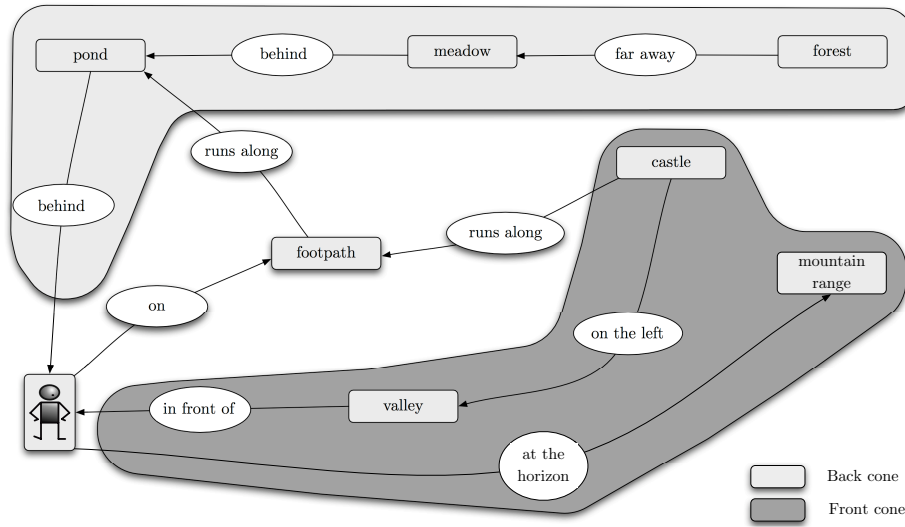 pond
behind
meadow
far away
forest
runs along
castle
behind
runs along
footpath
mountain
range
on
on the left
in front of
valley
at the
horizon
Back cone
Front cone